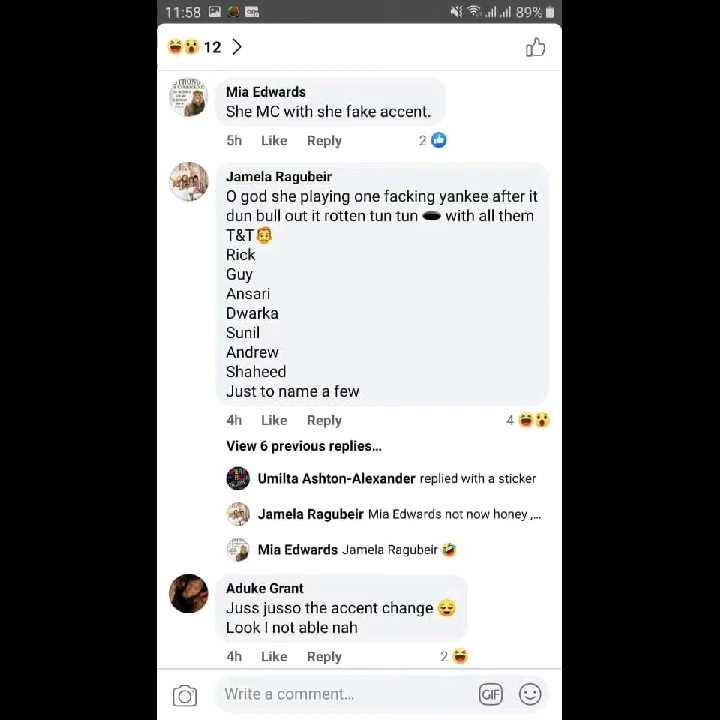 11:58 89%
12
Mia Edwards
She MC with she fake accent.
5h Like Reply 2
Jamela Ragubeir
O god she playing one facking yankee after it
dun bull out it rotten tun tun 🕳️ with all them
T&T👨
Rick
Guy
Ansari
Dwarka
Sunil
Andrew
Shaheed
Just to name a few
4h Like Reply 4
View 6 previous replies...
Umilta Ashton-Alexander replied with a sticker
Jamela Ragubeir Mia Edwards not now honey ,...
Mia Edwards Jamela Ragubeir 🤣
Aduke Grant
Juss jusso the accent change 😌
Look I not able nah
4h Like Reply 2
Write a comment...
GIF